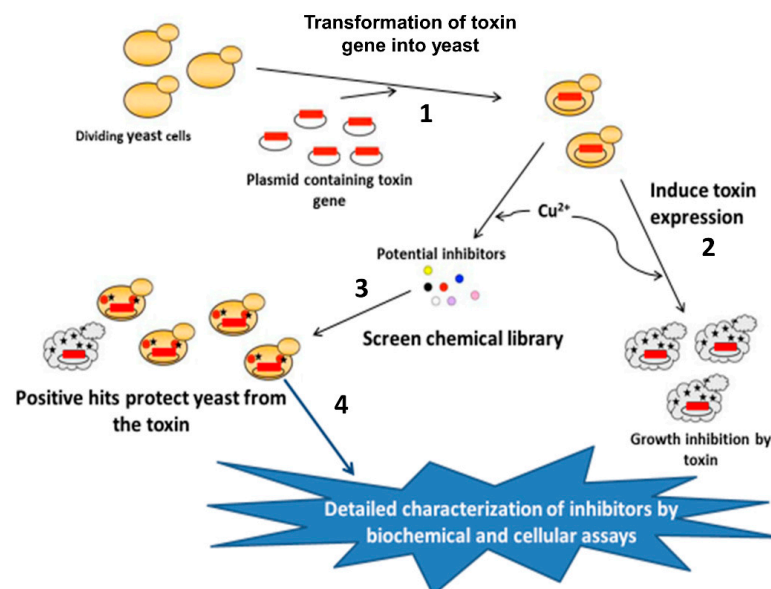 Transformation of toxin
gene into yeast
1
Dividing yeast cells
Plasmid containing toxin
gene
Cu²⁺
Induce toxin
expression
2
Potential inhibitors
3
Screen chemical library
Positive hits protect yeast from
the toxin
4
Growth inhibition by
toxin
Detailed characterization of inhibitors by
biochemical and cellular assays